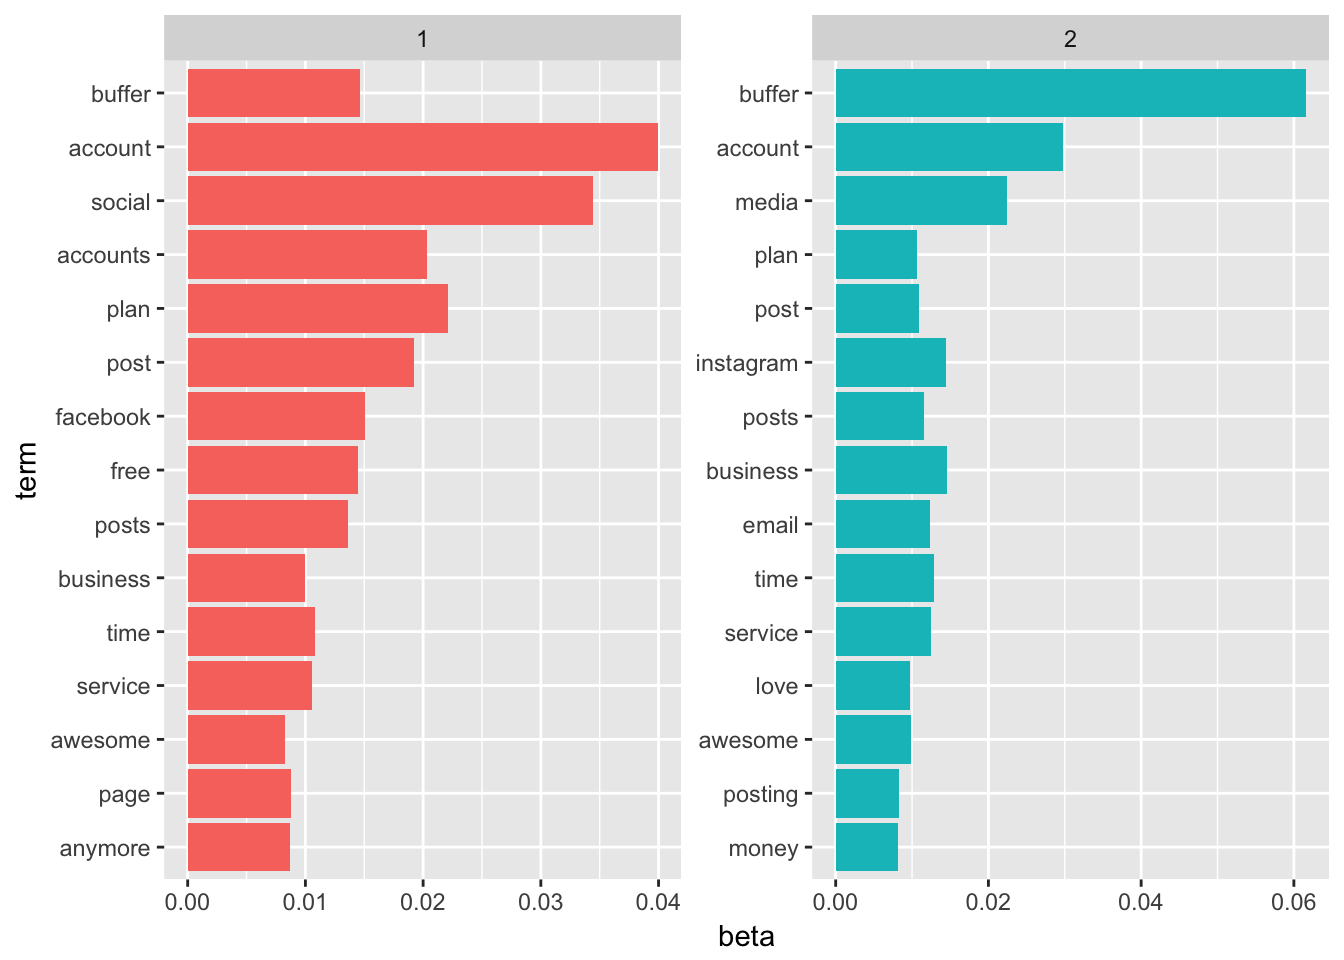 1
buffer
account
social
accounts
plan
post
facebook
free
posts
business
time
service
awesome
page
anymore
0.00 0.01 0.02 0.03 0.04
2
buffer
account
media
plan
post
instagram
posts
business
email
time
service
love
awesome
posting
money
0.00 0.02 0.04 0.06
term
beta